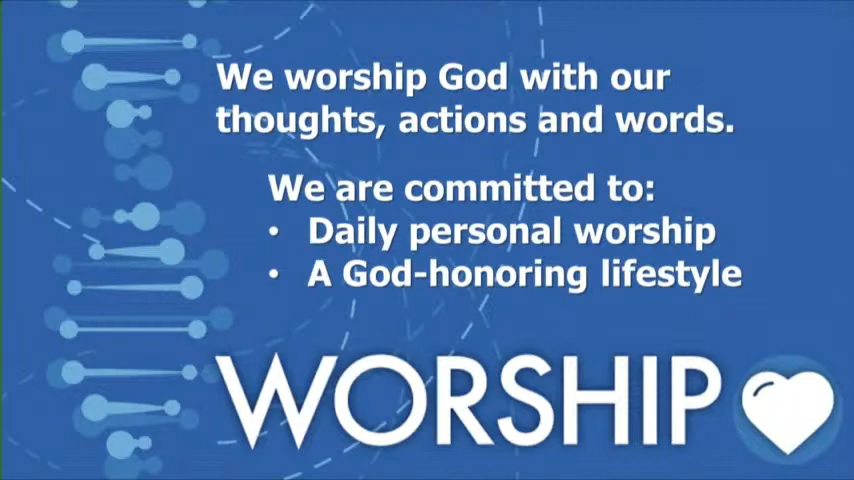 We worship God with our
thoughts, actions and words.
We are committed to:
• Daily personal worship
• A God-honoring lifestyle
WORSHIP